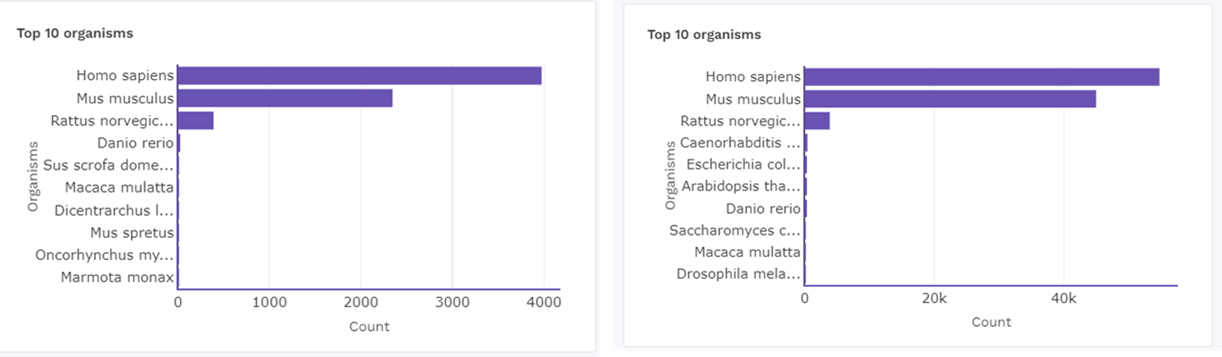 Top 10 organisms
Organisms
Homo sapiens
Mus musculus
Rattus norvegic...
Danio rerio
Sus scrofa dome...
Macaca mulatta
Dicentrarchus l...
Mus spretus
Oncorhynchus my...
Marmota monax
0 1000 2000 3000 4000
Count
Top 10 organisms
Organisms
Homo sapiens
Mus musculus
Rattus norvegic...
Caenorhabditis ...
Escherichia col...
Arabidopsis tha...
Danio rerio
Saccharomyces c...
Macaca mulatta
Drosophila mela...
0 20k 40k
Count